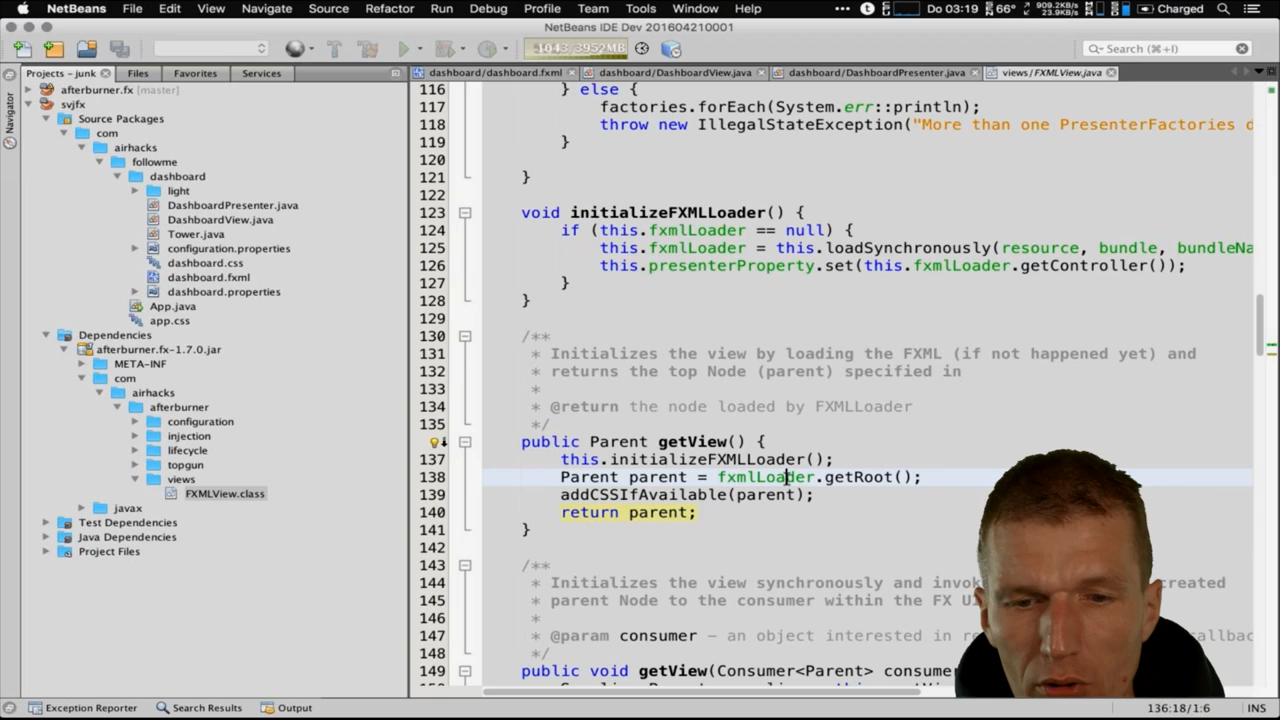 NetBeans File Edit View Navigate Source Refactor Run Debug Profile Team Tools Window Help ••• Do 03:19 66° 909.2KB/s 23.9KB/s Charged
NetBeans IDE Dev 201604210001
1043/3952MB Search (⌘+I)
Projects – junk Files Favorites Services
dashboard/dashboard.fxml dashboard/DashboardView.java dashboard/DashboardPresenter.java views/FXMLView.java
Navigator
afterburner.fx [master]
svjfx
Source Packages
com
airhacks
followme
dashboard
light
DashboardPresenter.java
DashboardView.java
Tower.java
configuration.properties
dashboard.css
dashboard.fxml
dashboard.properties
App.java
app.css
Dependencies
afterburner.fx-1.7.0.jar
META-INF
com
airhacks
afterburner
configuration
injection
lifecycle
topgun
views
FXMLView.class
javax
Test Dependencies
Java Dependencies
Project Files
116 } else {
117 factories.forEach(System.err::println);
118 throw new IllegalStateException("More than one PresenterFactories d
119 }
120
121 }
122
123 void initializeFXMLLoader() {
124 if (this.fxmlLoader == null) {
125 this.fxmlLoader = this.loadSynchronously(resource, bundle, bundleNa
126 this.presenterProperty.set(this.fxmlLoader.getController());
127 }
128 }
129
130 /**
131 * Initializes the view by loading the FXML (if not happened yet) and
132 * returns the top Node (parent) specified in
133 *
134 * @return the node loaded by FXMLLoader
135 */
public Parent getView() {
137 this.initializeFXMLLoader();
138 Parent parent = fxmlLoader.getRoot();
139 addCSSIfAvailable(parent);
140 return parent;
141 }
142
143 /**
144 * Initializes the view synchronously and created
145 * parent Node to the consumer within the FX
146 *
147 * @param consumer – an object interested in
148 */
149 public void getView(Consumer<Parent>
Exception Reporter Search Results Output 136:18/1:6 INS